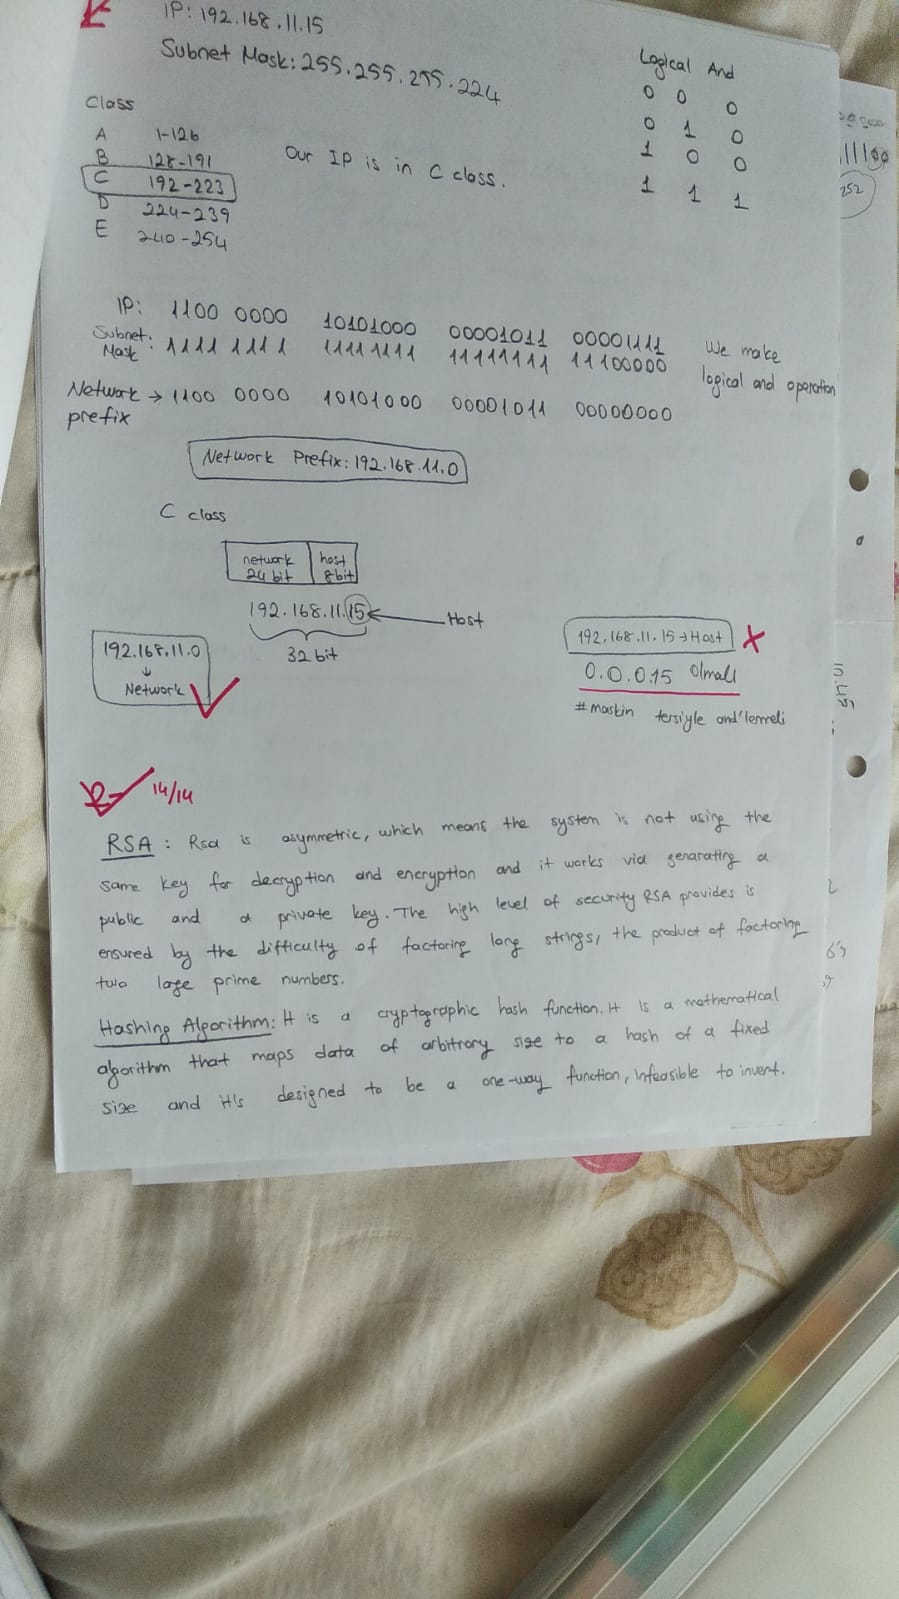 IP: 192.168.11.15
Subnet Mask: 255.255.255.224
Logical And
0 0 0
0 1 0
1 0 0
1 1 1
Class
A 1-126
B 128-191
C 192-223
D 224-239
E 240-254
Our IP is in C class.
IP: 1100 0000 10101000 00001011 00001111
Subnet Mask: 1111 1111 11111111 11111111 11100000
We make
logical and operation
Network → 1100 0000 10101000 00001011 00000000
prefix
Network Prefix: 192.168.11.0
C class
network host
24 bit 8bit
192.168.11.15 ← Host
32 bit
192.168.11.0
↓
Network
192.168.11.15 → Host
0.0.0.15 Olmalı
# maskin tersiyle and'lenmeli
14/14
RSA: Rsa is asymmetric, which means the system is not using the
same key for decryption and encryption and it works via genarating a
public and a private key. The high level of security RSA provides is
ensured by the difficulty of factoring long strings, the product of factoring
two lage prime numbers.
Hashing Algorithm: It is a cryptographic hash function. It is a mathematical
algorithm that maps data of arbitrary size to a hash of a fixed
size and it's designed to be a one-way function, infeasible to invert.
252
10.45